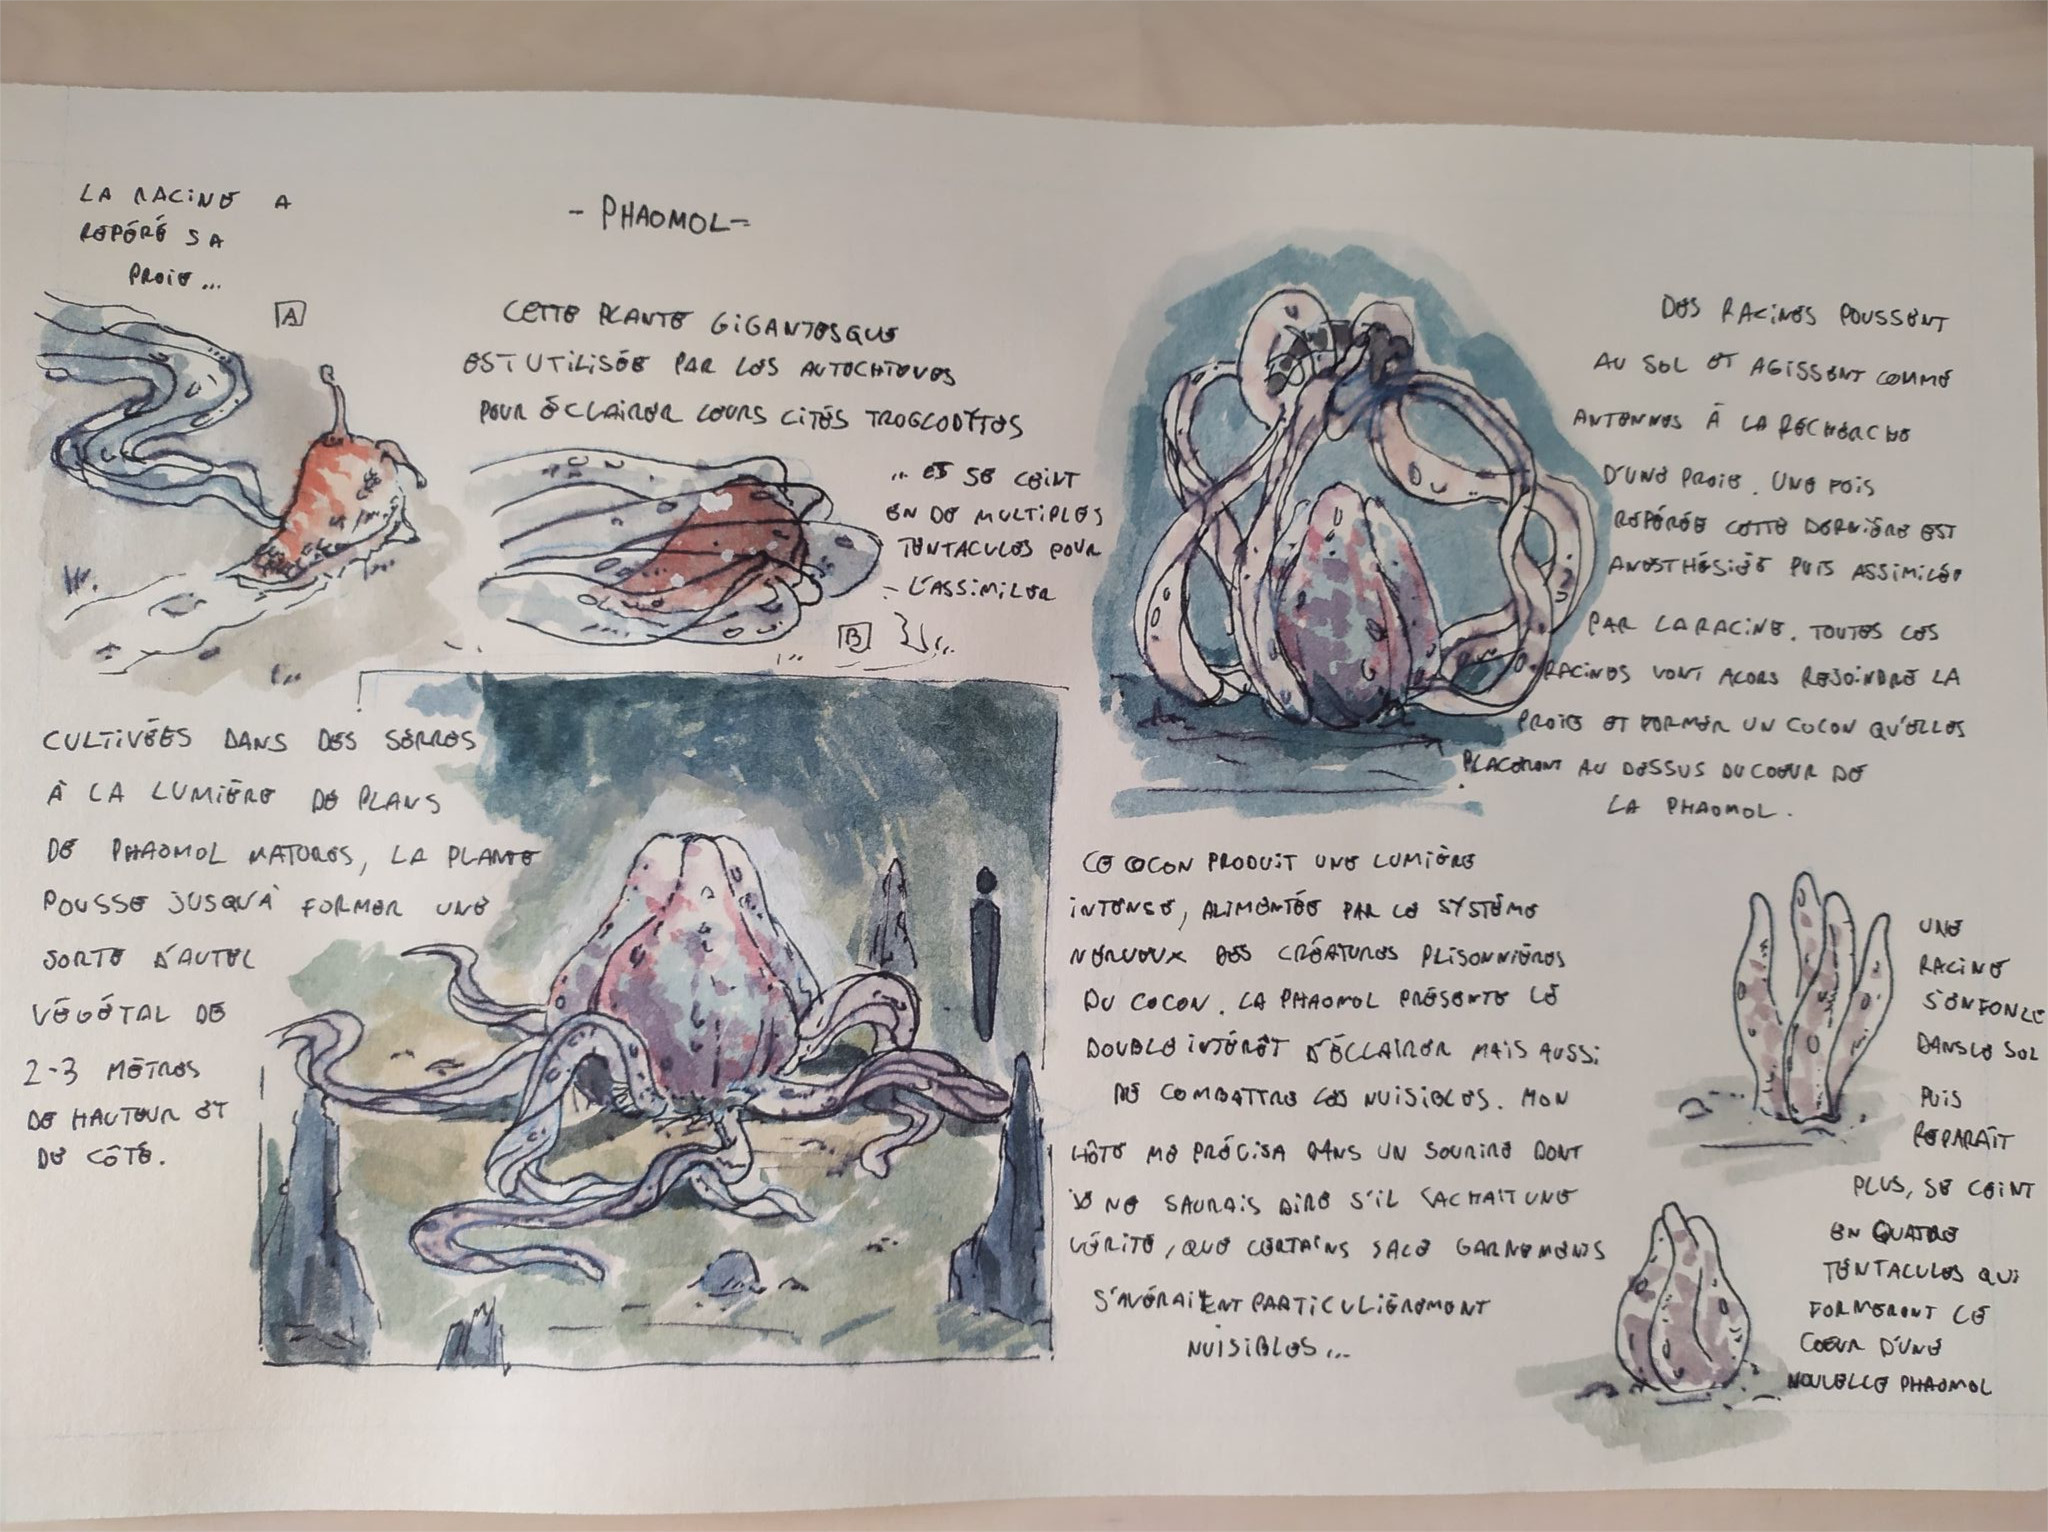 LA RACINE A
REPÉRÉ SA
PROIE...
A
- PHAOMOL -
CETTE PLANTE GIGANTESQUE
EST UTILISÉE PAR LES AUTOCHTONES
POUR ÉCLAIRER LEURS CITÉS TROGLODYTES
... ET SE CEINT
EN DE MULTIPLES
TENTACULES POUR
L'ASSIMILER
B
CULTIVÉES DANS DES SERRES
À LA LUMIÈRE DE PLANS
DE PHAOMOL MATURES, LA PLANTE
POUSSE JUSQU'À FORMER UNE
SORTE D'AUTEL
VÉGÉTAL DE
2-3 MÈTRES
DE HAUTEUR ET
DE CÔTÉ.
DES RACINES POUSSENT
AU SOL ET AGISSENT COMME
ANTENNES À LA RECHERCHE
D'UNE PROIE. UNE FOIS
REPÉRÉE CETTE DERNIÈRE EST
ANESTHÉSIÉE PUIS ASSIMILÉE
PAR LA RACINE. TOUTES LES
RACINES VONT ALORS REJOINDRE LA
PROIE ET FORMER UN COCON QU'ELLES
PLACERONT AU DESSUS DU COEUR DE
LA PHAOMOL.
CE COCON PRODUIT UNE LUMIÈRE
INTENSE, ALIMENTÉE PAR LE SYSTÈME
NERVEUX DES CRÉATURES PLISONNIÈRES
DU COCON. LA PHAOMOL PRÉSENTE LE
DOUBLE INTÉRÊT D'ÉCLAIRER MAIS AUSSI
DE COMBATTRE LES NUISIBLES. MON
HÔTE ME PRÉCISA DANS UN SOURIRE DONT
JE NE SAURAIS DIRE S'IL CACHAIT UNE
VÉRITÉ, QUE CERTAINS SALE GARNEMENTS
S'AVÉRAIENT PARTICULIÈREMENT
NUISIBLES...
UNE
RACINE
S'ENFONCE
DANS LE SOL
PUIS
REPARAÎT
PLUS, SE CEINT
EN QUATRE
TENTACULES QUI
FORMERONT LE
COEUR D'UNE
NOUVELLE PHAOMOL